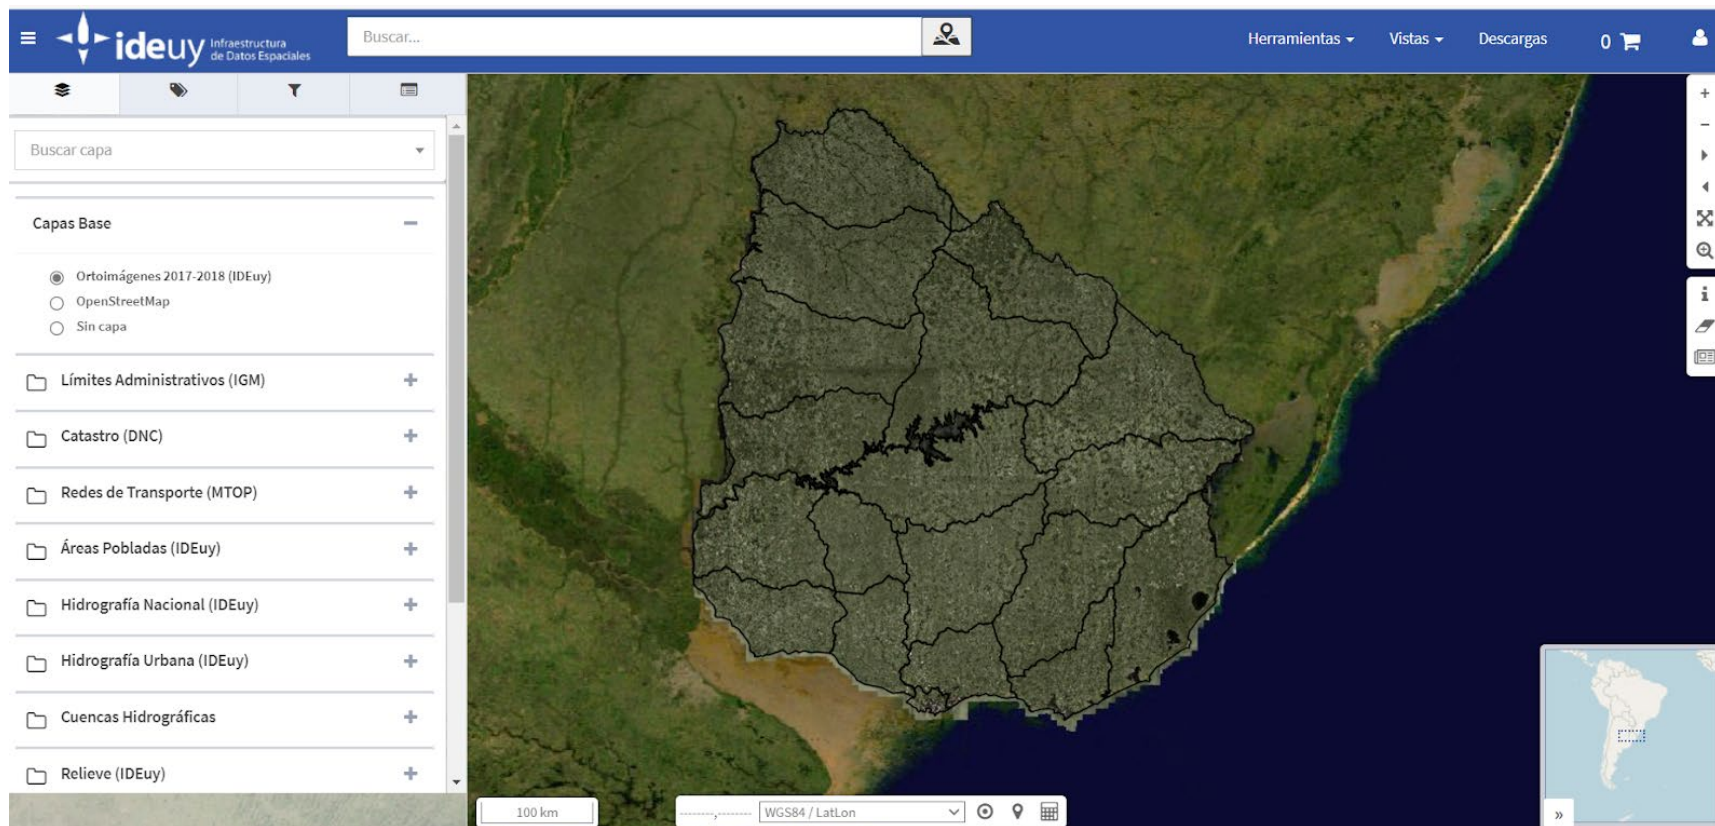 ideuy Infraestructura
de Datos Espaciales
Buscar...
Herramientas
Vistas
Descargas
0
Buscar capa
Capas Base
Ortoimágenes 2017-2018 (IDEuy)
OpenStreetMap
Sin capa
Límites Administrativos (IGM)
Catastro (DNC)
Redes de Transporte (MTOP)
Áreas Pobladas (IDEuy)
Hidrografía Nacional (IDEuy)
Hidrografía Urbana (IDEuy)
Cuencas Hidrográficas
Relieve (IDEuy)
100 km
--------,--------
WGS84 / LatLon
»